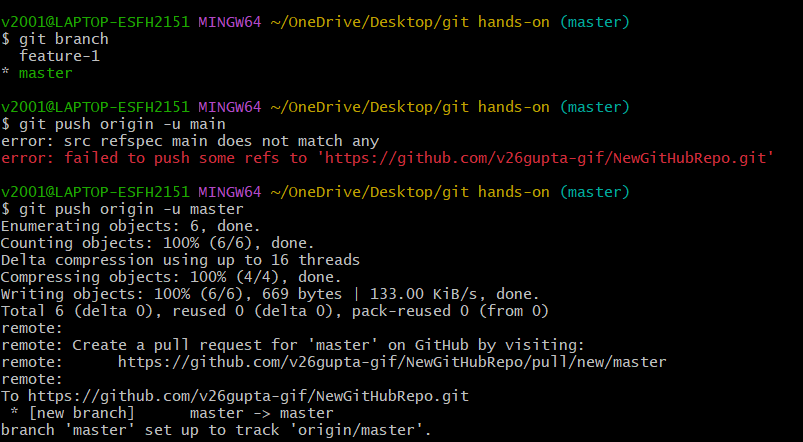 v2001@LAPTOP-ESFH2151 MINGW64 ~/OneDrive/Desktop/git hands-on (master)
$ git branch
  feature-1
* master
v2001@LAPTOP-ESFH2151 MINGW64 ~/OneDrive/Desktop/git hands-on (master)
$ git push origin -u main
error: src refspec main does not match any
error: failed to push some refs to 'https://github.com/v26gupta-gif/NewGitHubRepo.git'
v2001@LAPTOP-ESFH2151 MINGW64 ~/OneDrive/Desktop/git hands-on (master)
$ git push origin -u master
Enumerating objects: 6, done.
Counting objects: 100% (6/6), done.
Delta compression using up to 16 threads
Compressing objects: 100% (4/4), done.
Writing objects: 100% (6/6), 669 bytes | 133.00 KiB/s, done.
Total 6 (delta 0), reused 0 (delta 0), pack-reused 0 (from 0)
remote:
remote: Create a pull request for 'master' on GitHub by visiting:
remote:      https://github.com/v26gupta-gif/NewGitHubRepo/pull/new/master
remote:
To https://github.com/v26gupta-gif/NewGitHubRepo.git
 * [new branch]      master -> master
branch 'master' set up to track 'origin/master'.